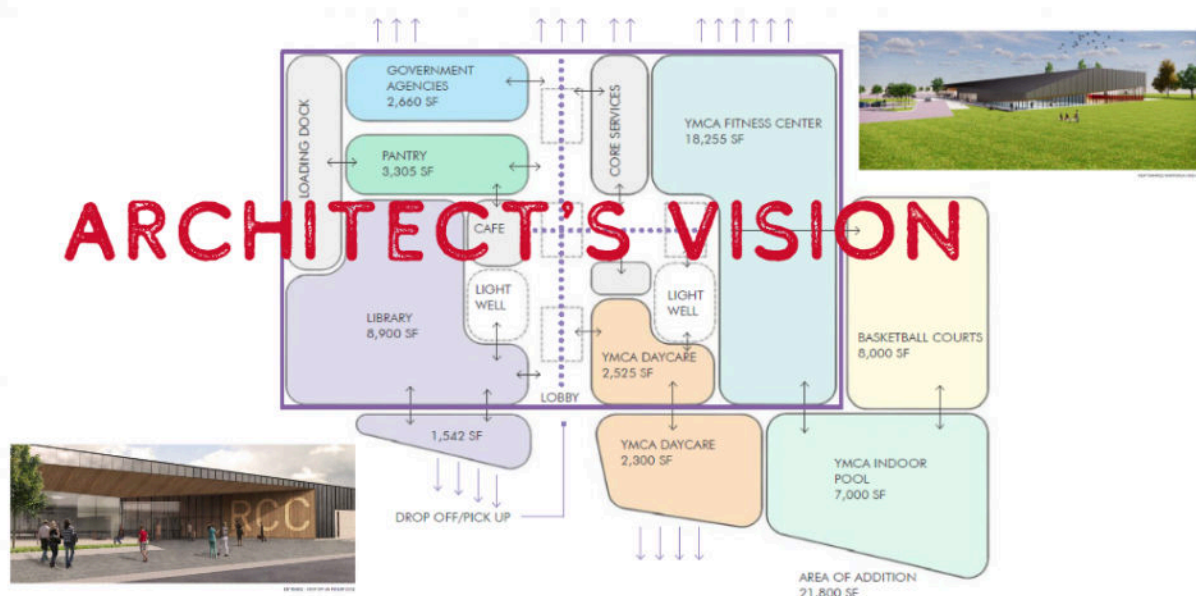 GOVERNMENT
AGENCIES
2,660 SF
LOADING DOCK
CORE SERVICES
YMCA FITNESS CENTER
18,255 SF
PANTRY
3,305 SF
ARCHITECT'S VISION
CAFE
LIGHT
WELL
LIGHT
WELL
LIBRARY
8,900 SF
BASKETBALL COURTS
8,000 SF
YMCA DAYCARE
2,525 SF
LOBBY
1,542 SF
YMCA DAYCARE
2,300 SF
YMCA INDOOR
POOL
7,000 SF
RCC
DROP OFF/PICK UP
AREA OF ADDITION
21,800 SF